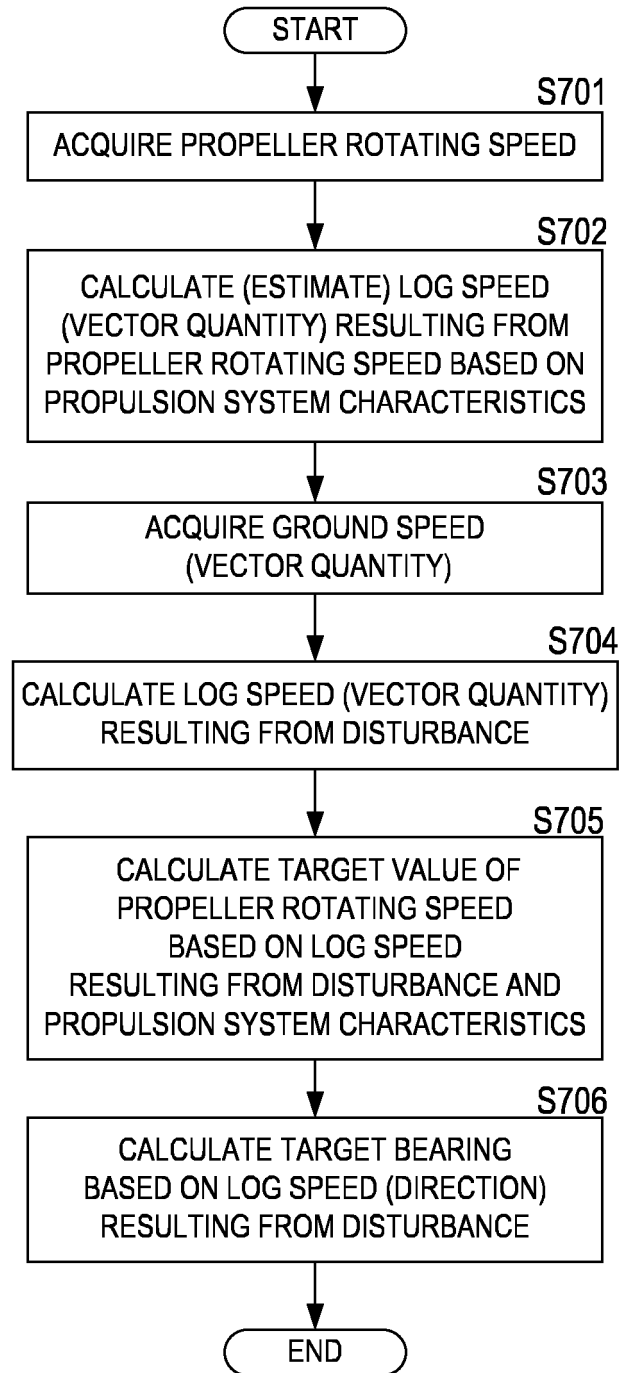 START
S701
ACQUIRE PROPELLER ROTATING SPEED
S702
CALCULATE (ESTIMATE) LOG SPEED
(VECTOR QUANTITY) RESULTING FROM
PROPELLER ROTATING SPEED BASED ON
PROPULSION SYSTEM CHARACTERISTICS
S703
ACQUIRE GROUND SPEED
(VECTOR QUANTITY)
S704
CALCULATE LOG SPEED (VECTOR QUANTITY)
RESULTING FROM DISTURBANCE
S705
CALCULATE TARGET VALUE OF
PROPELLER ROTATING SPEED
BASED ON LOG SPEED
RESULTING FROM DISTURBANCE AND
PROPULSION SYSTEM CHARACTERISTICS
S706
CALCULATE TARGET BEARING
BASED ON LOG SPEED (DIRECTION)
RESULTING FROM DISTURBANCE
END